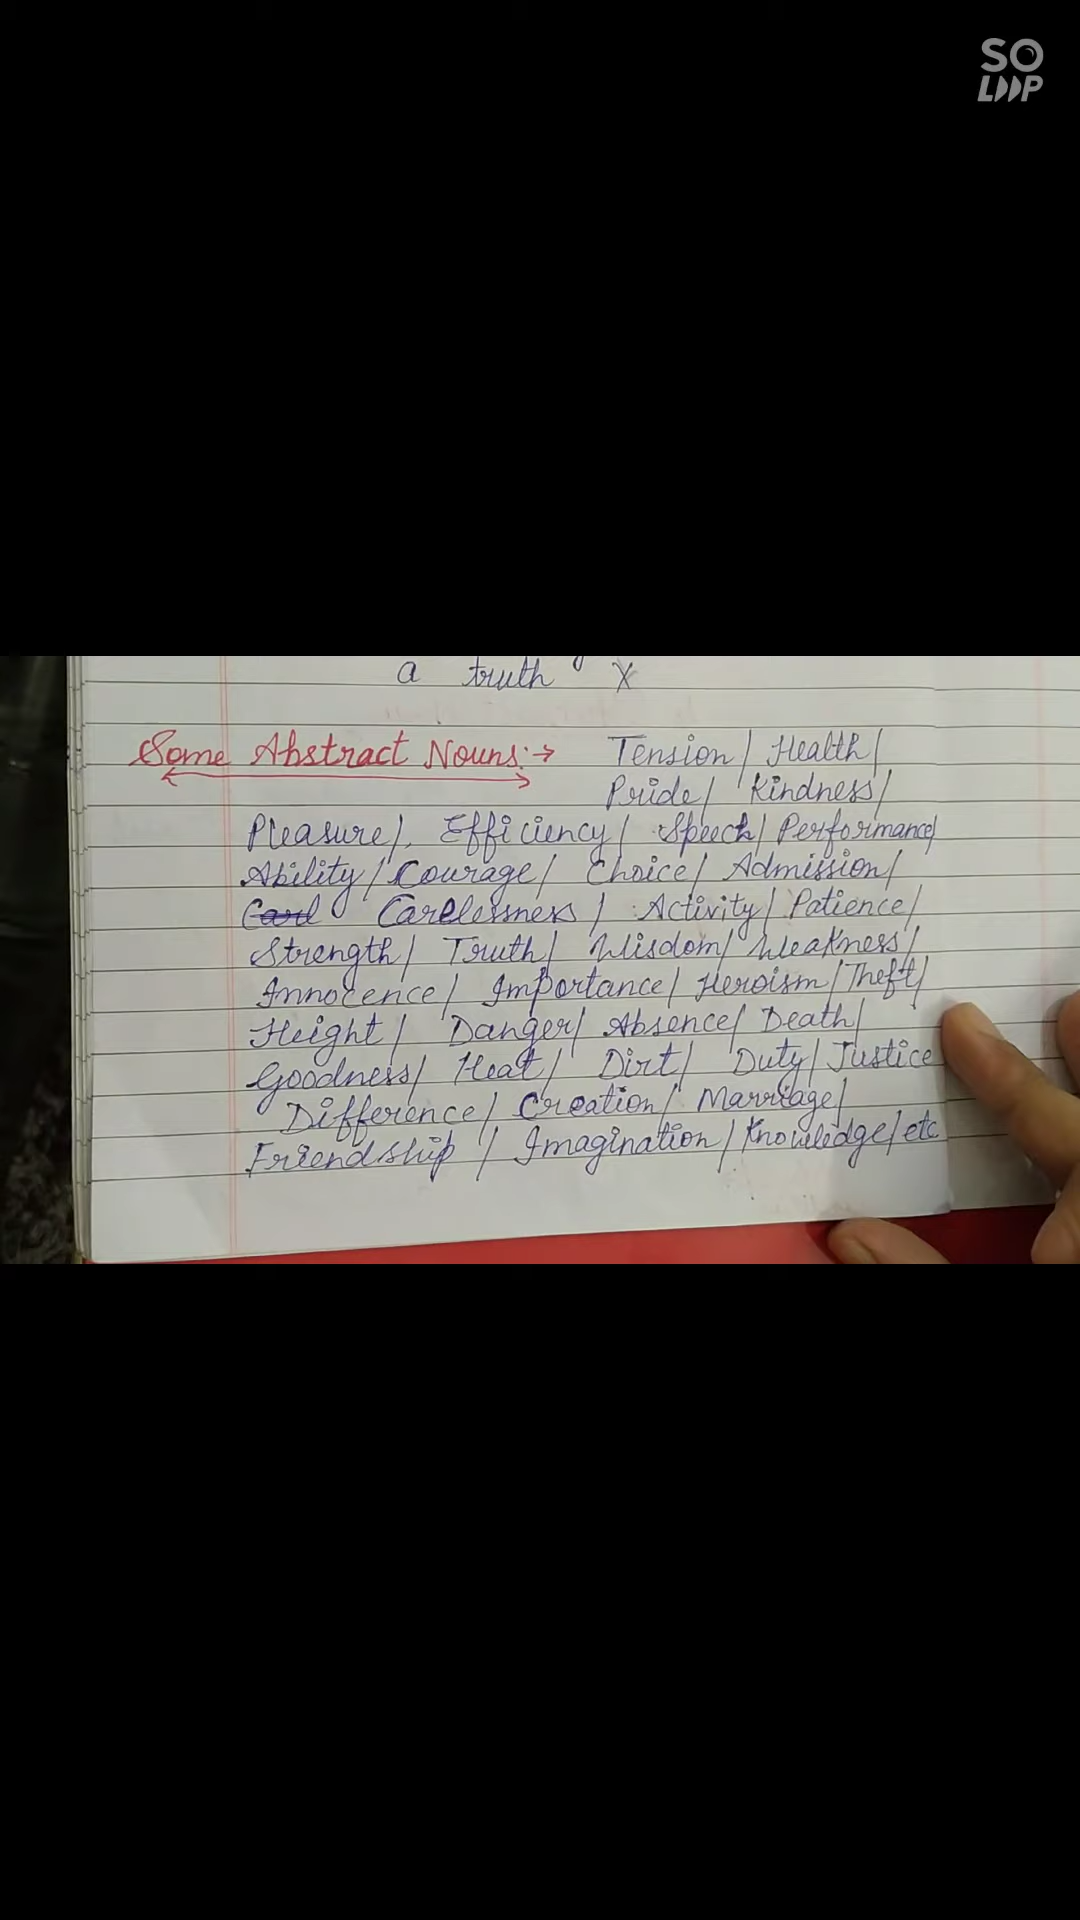 SO
LOOP
a truth X
Some Abstract Nouns:→ Tension / Health /
Pride / Kindness /
Pleasure /. Efficiency / Speech / Performance /
Ability / Courage / Choice / Admission /
Carelessness / Activity / Patience /
Strength / Truth / Wisdom / Weakness /
Innocence / Importance / Heroism / Theft /
Height / Danger / Absence / Death /
Goodness / Heat / Dirt / Duty / Justice
Difference / Creation / Marriage /
Friendship / Imagination / Knowledge / etc